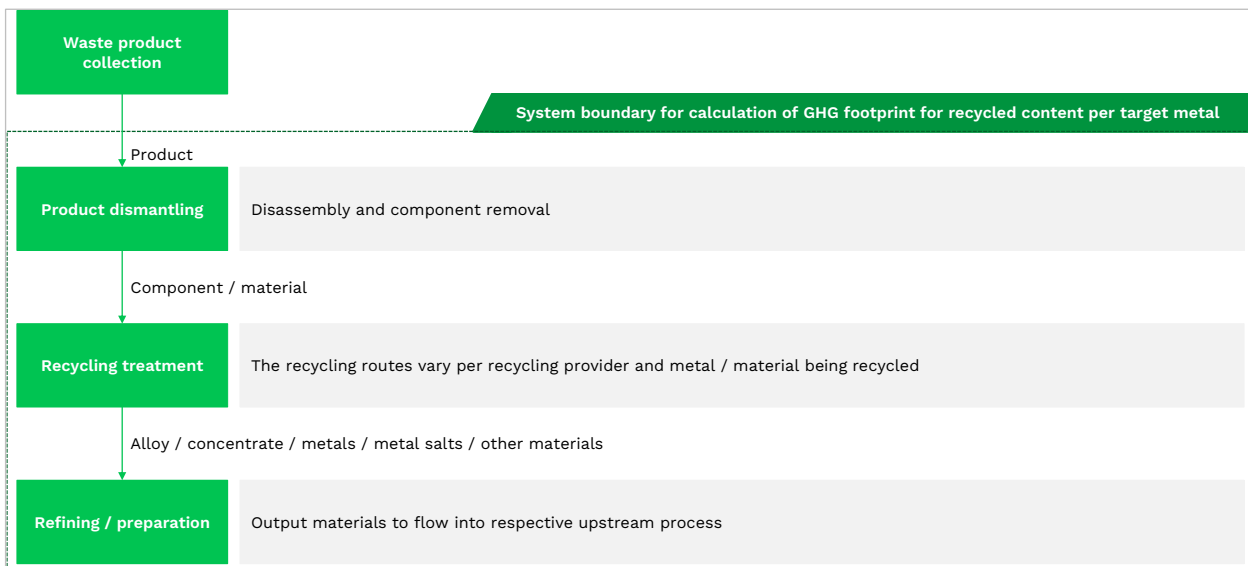 Waste product
collection
System boundary for calculation of GHG footprint for recycled content per target metal
Product
Product dismantling
Disassembly and component removal
Component / material
Recycling treatment
The recycling routes vary per recycling provider and metal / material being recycled
Alloy / concentrate / metals / metal salts / other materials
Refining / preparation
Output materials to flow into respective upstream process